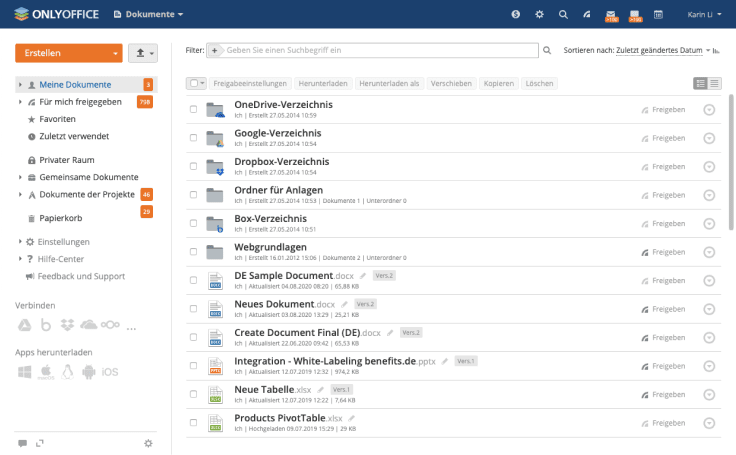 ONLYOFFICE
Dokumente
Karin Li
Erstellen
Meine Dokumente 3
Für mich freigegeben 798
Favoriten
Zuletzt verwendet
Privater Raum
Gemeinsame Dokumente
Dokumente der Projekte 46
Papierkorb 29
Einstellungen
Hilfe-Center
Feedback und Support
Verbinden
Apps herunterladen
macOS
iOS
Filter: + Geben Sie einen Suchbegriff ein
Sortieren nach: Zuletzt geändertes Datum
Freigabeeinstellungen Herunterladen Herunterladen als Verschieben Kopieren Löschen
OneDrive-Verzeichnis
Ich | Erstellt 27.05.2014 10:59
Freigeben
Google-Verzeichnis
Ich | Erstellt 27.05.2014 10:54
Freigeben
Dropbox-Verzeichnis
Ich | Erstellt 27.05.2014 10:54
Freigeben
Ordner für Anlagen
Ich | Erstellt 27.05.2014 10:53 | Dokumente 1 | Unterordner 0
Freigeben
Box-Verzeichnis
Ich | Erstellt 27.05.2014 10:51
Freigeben
Webgrundlagen
Ich | Erstellt 16.01.2012 15:06 | Dokumente 2 | Unterordner 0
Freigeben
DE Sample Document.docx Vers.2
Ich | Aktualisiert 04.08.2020 08:20 | 65,88 KB
Freigeben
Neues Dokument.docx Vers.2
Ich | Aktualisiert 03.08.2020 13:29 | 25,21 KB
Freigeben
Create Document Final (DE).docx Vers.2
Ich | Aktualisiert 22.06.2020 09:42 | 65,53 KB
Freigeben
Integration - White-Labeling benefits.de.pptx Vers.1
Ich | Aktualisiert 12.07.2019 12:32 | 974,2 KB
Freigeben
Neue Tabelle.xlsx Vers.1
Ich | Aktualisiert 12.07.2019 12:22 | 7,64 KB
Freigeben
Products PivotTable.xlsx
Ich | Hochgeladen 09.07.2019 15:29 | 29 KB
Freigeben